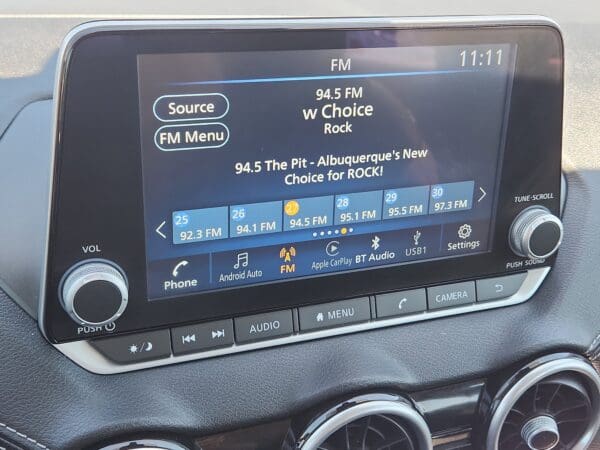 FM
11:11
94.5 FM
w Choice
Rock
Source
FM Menu
94.5 The Pit - Albuquerque's New
Choice for ROCK!
25 26 27 28 29 30
92.3 FM 94.1 FM 94.5 FM 95.1 FM 95.5 FM 97.3 FM
Phone Android Auto FM Apple CarPlay BT Audio USB1 Settings
VOL
PUSH
TUNE·SCROLL
PUSH SOUND
AUDIO MENU CAMERA